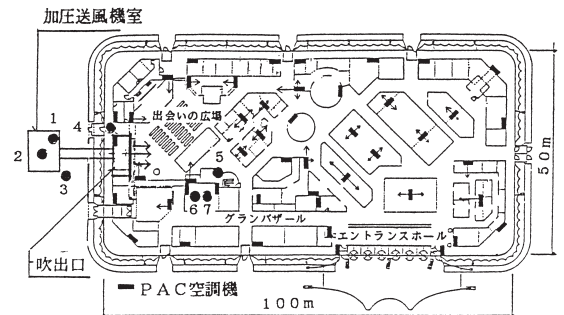 加圧送風機室
1
4
出会いの広場
2
3
5
6 7
グランバザール
エントランスホール
吹出口
PAC空調機
100m
50m